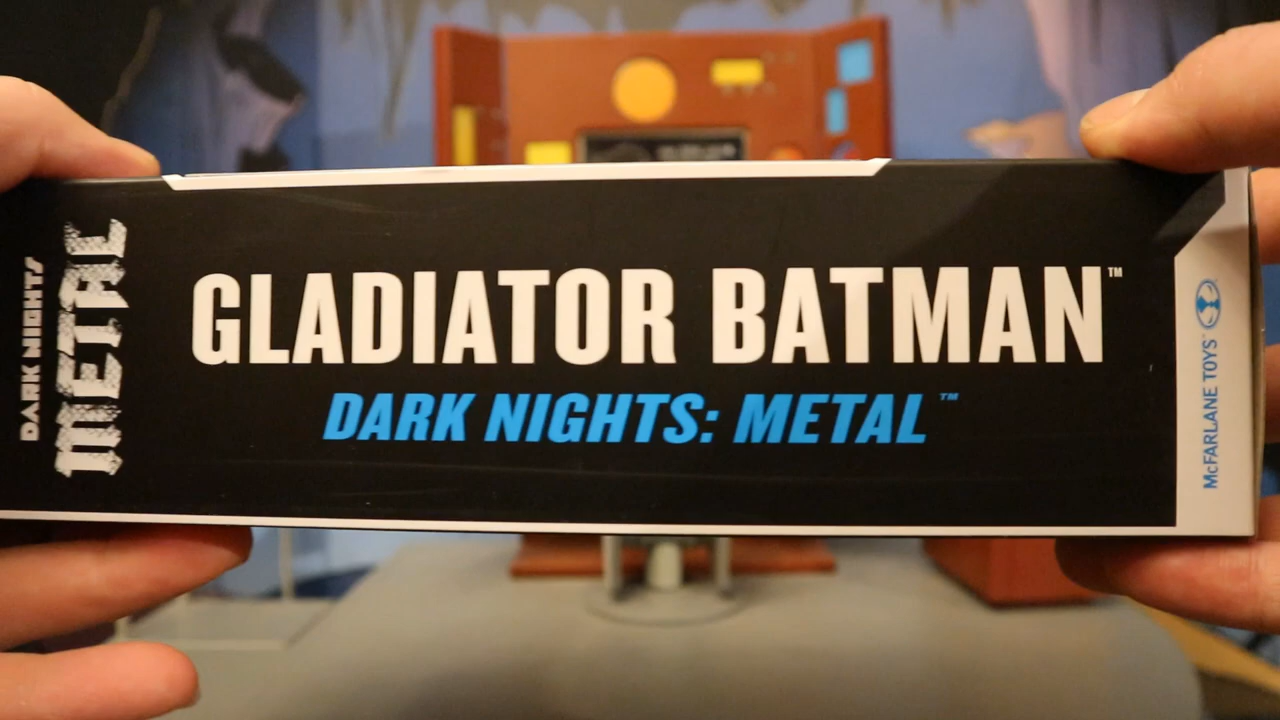 DARK NIGHTS
METAL
GLADIATOR BATMAN™
DARK NIGHTS: METAL™
McFARLANE TOYS